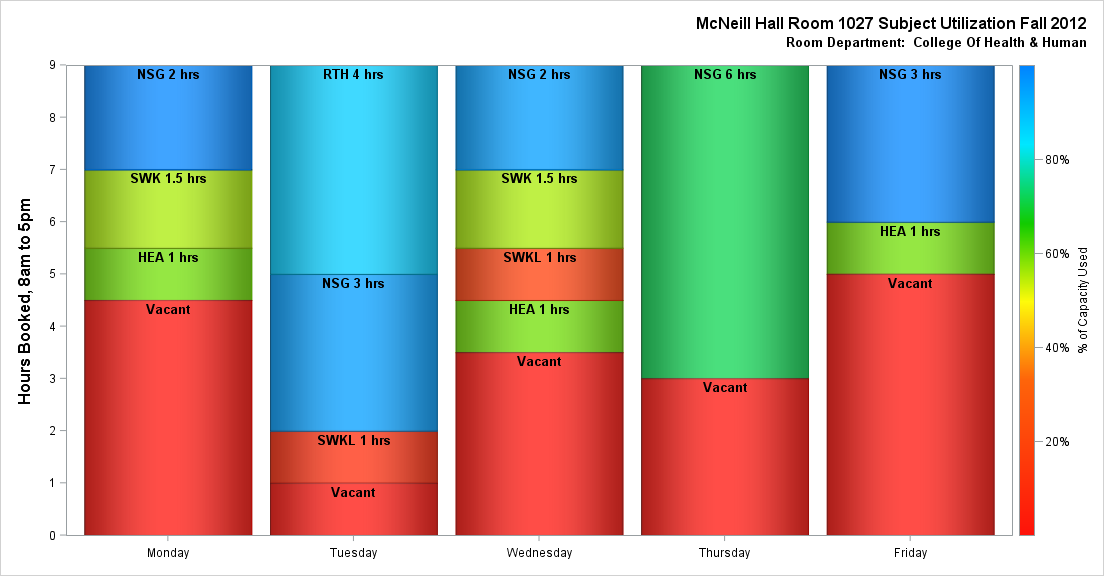 McNeill Hall Room 1027 Subject Utilization Fall 2012
Room Department: College Of Health & Human
Hours Booked, 8am to 5pm
9
8
7
6
5
4
3
2
1
0
NSG 2 hrs
SWK 1.5 hrs
HEA 1 hrs
Vacant
RTH 4 hrs
NSG 3 hrs
SWKL 1 hrs
Vacant
NSG 2 hrs
SWK 1.5 hrs
SWKL 1 hrs
HEA 1 hrs
Vacant
NSG 6 hrs
Vacant
NSG 3 hrs
HEA 1 hrs
Vacant
Monday
Tuesday
Wednesday
Thursday
Friday
80%
60%
40%
20%
% of Capacity Used